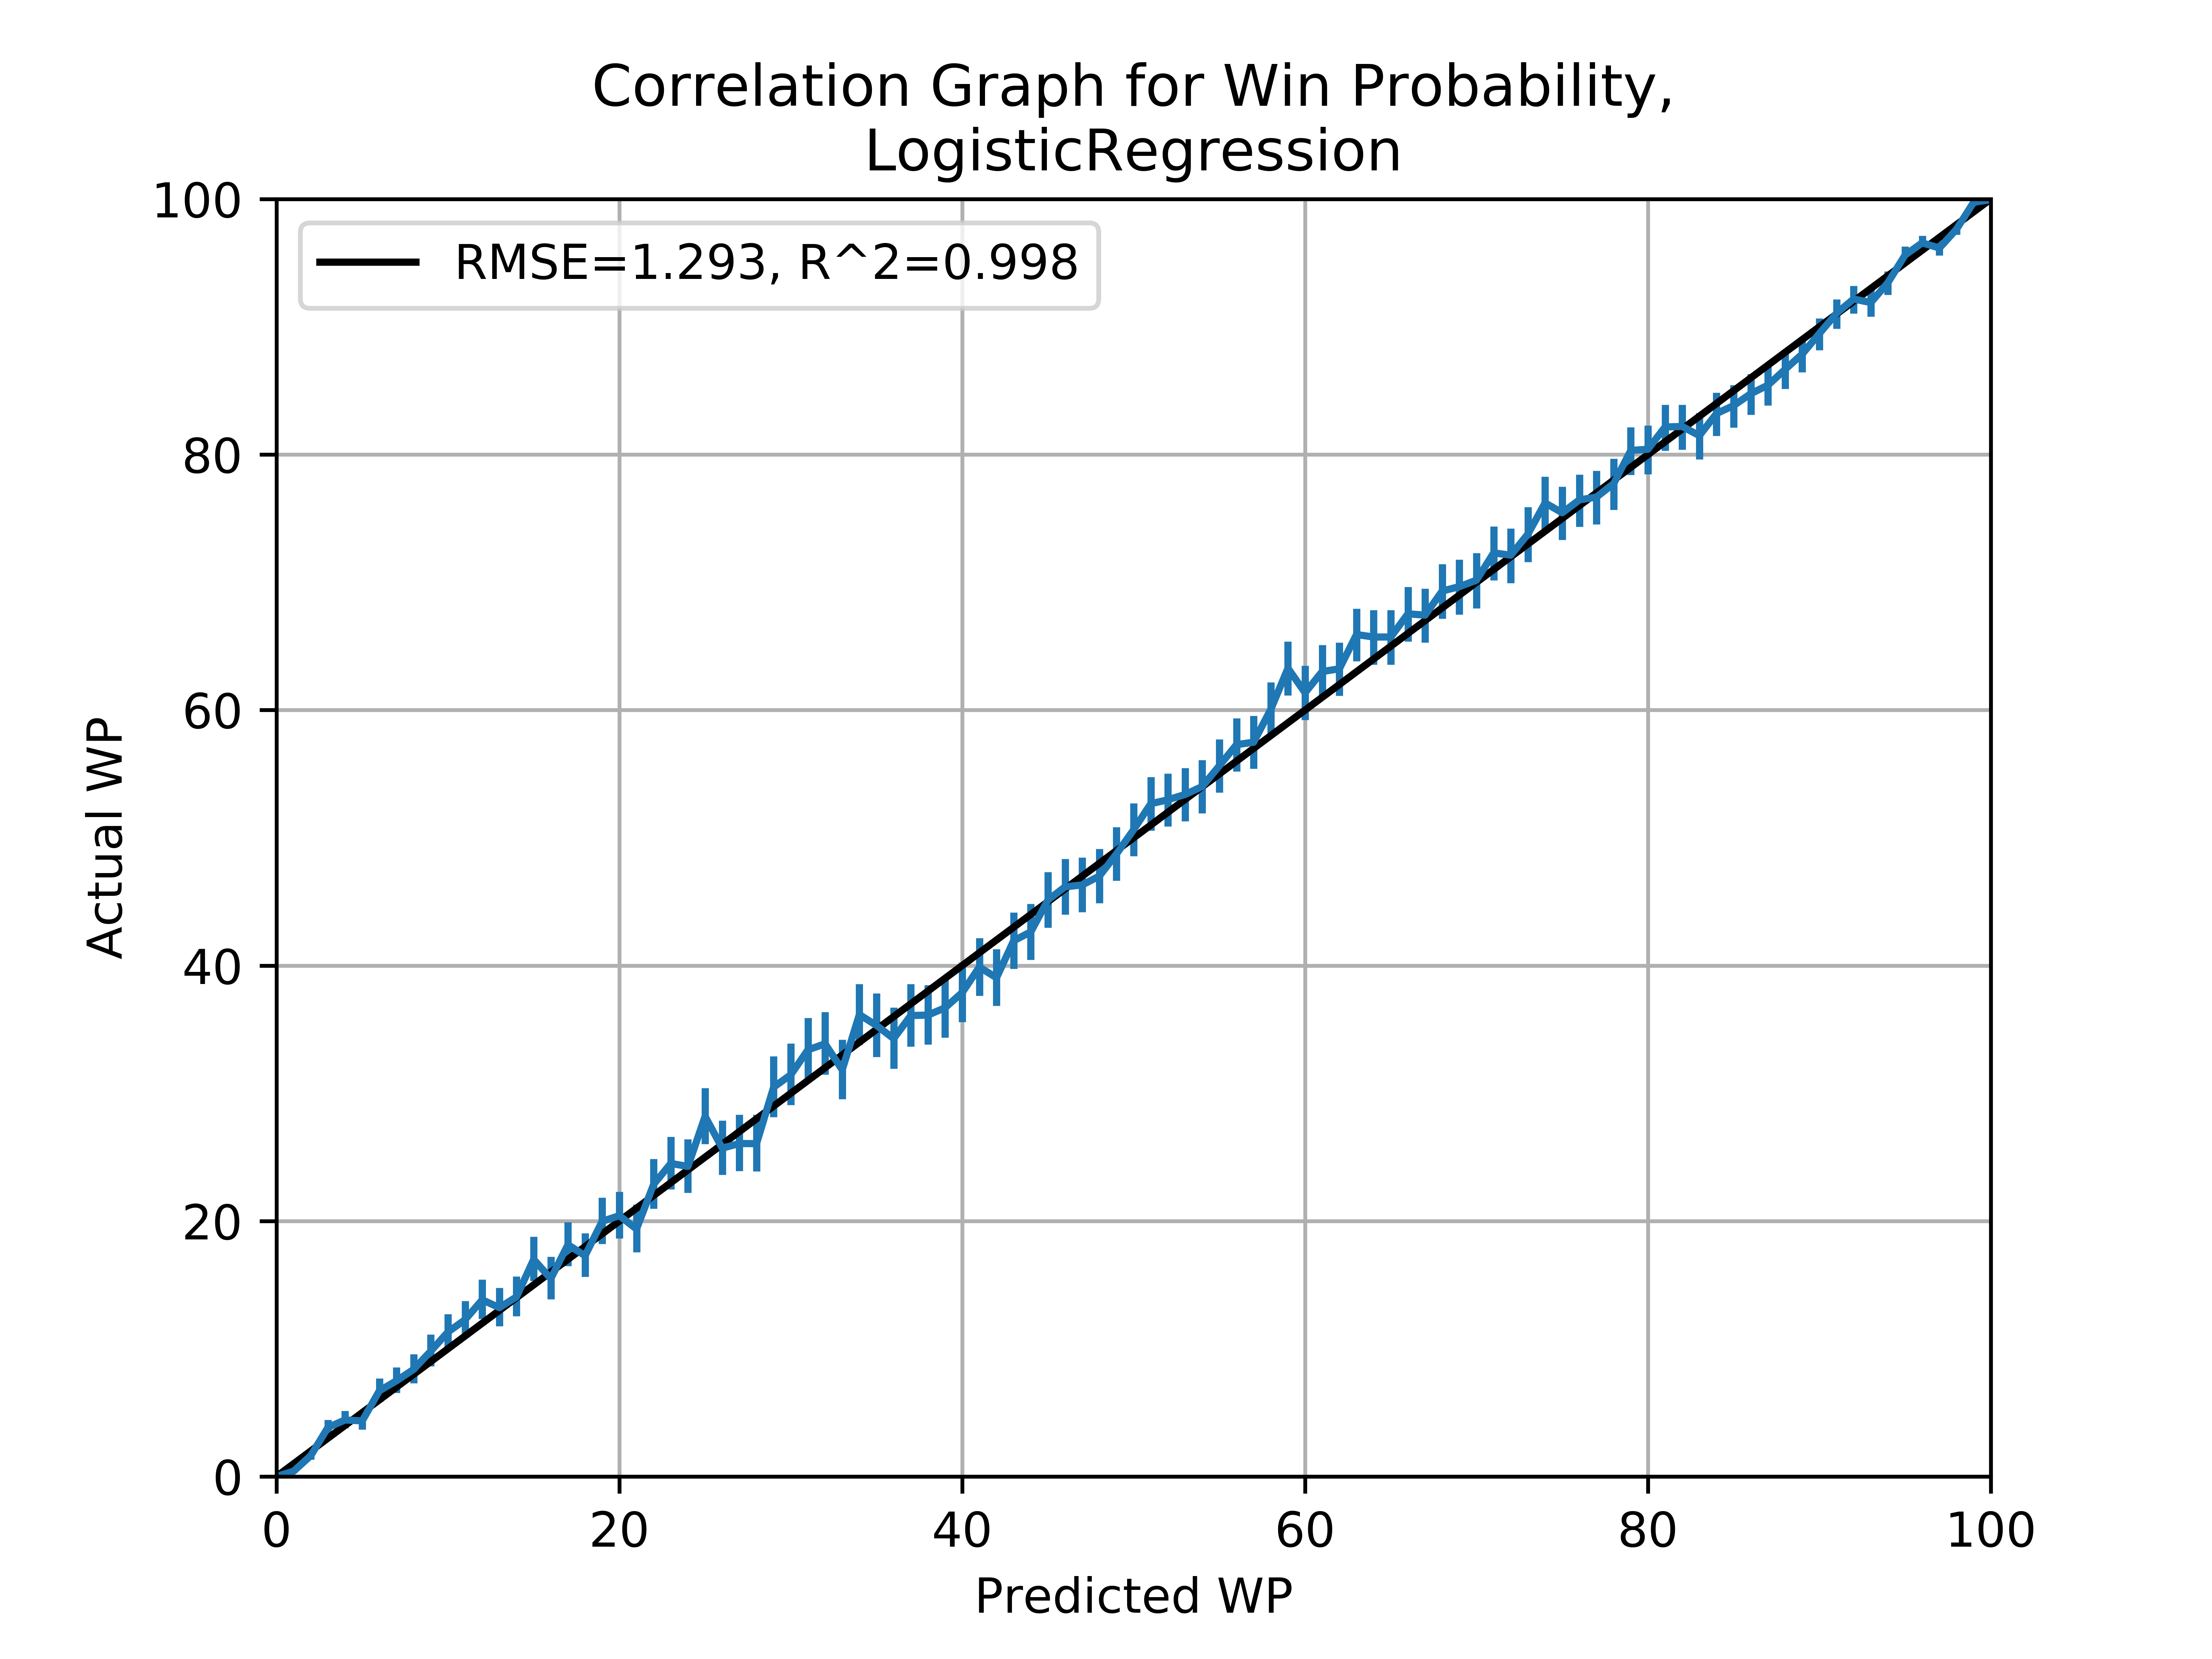 Correlation Graph for Win Probability,
LogisticRegression
RMSE=1.293, R^2=0.998
100
80
60
40
20
0
Actual WP
0 20 40 60 80 100
Predicted WP